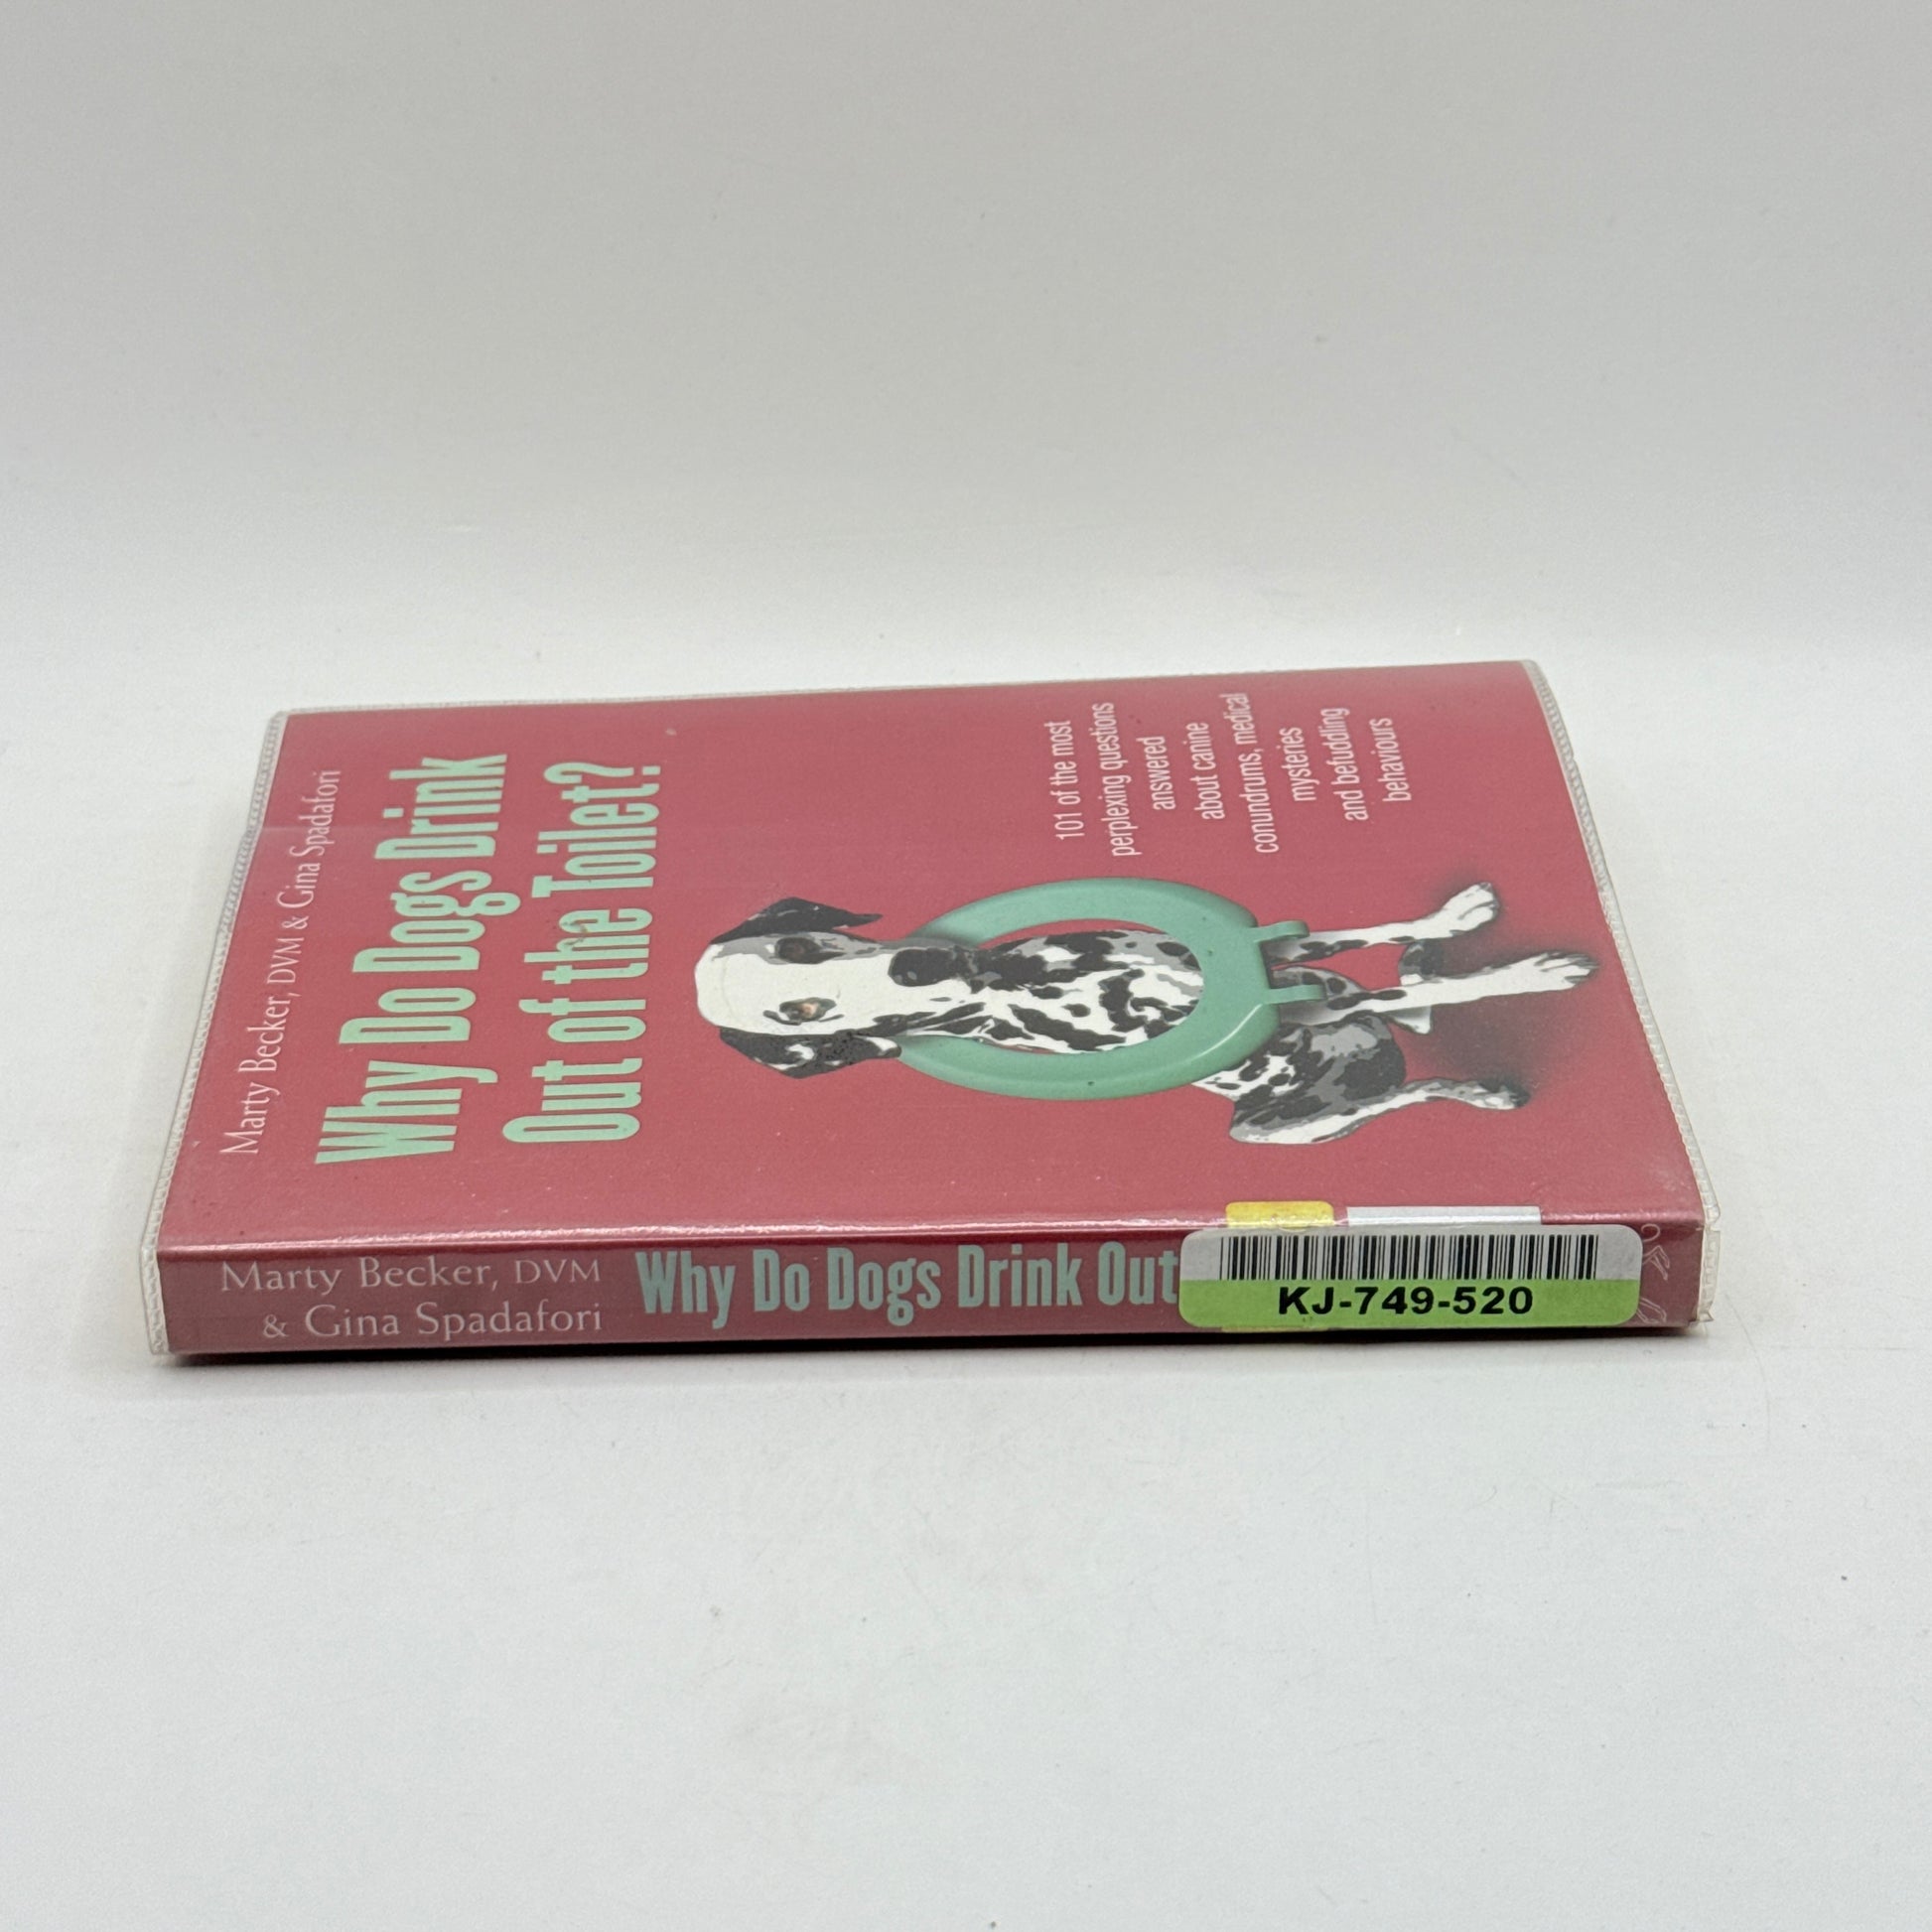 Marty Becker, DVM & Gina Spadafori
Why Do Dogs Drink
Out of the Toilet?
101 of the most
perplexing questions
answered
about canine
conundrums, medical
mysteries
and befuddling
behaviours
Marty Becker, DVM
& Gina Spadafori
Why Do Dogs Drink Out
KJ-749-520